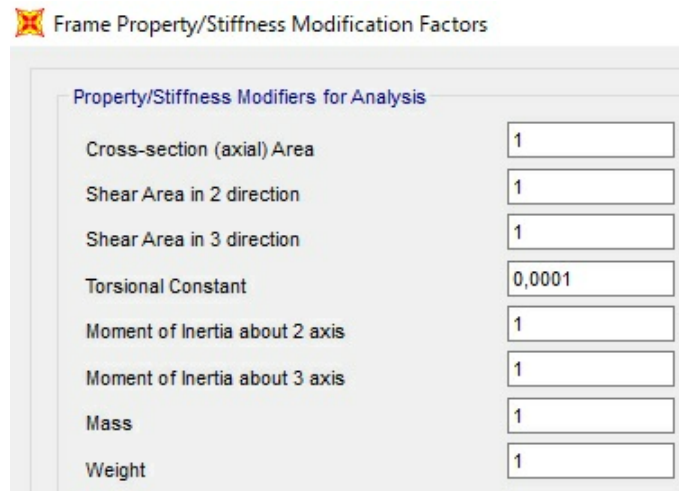 Frame Property/Stiffness Modification Factors
Property/Stiffness Modifiers for Analysis
Cross-section (axial) Area 1
Shear Area in 2 direction 1
Shear Area in 3 direction 1
Torsional Constant 0,0001
Moment of Inertia about 2 axis 1
Moment of Inertia about 3 axis 1
Mass 1
Weight 1